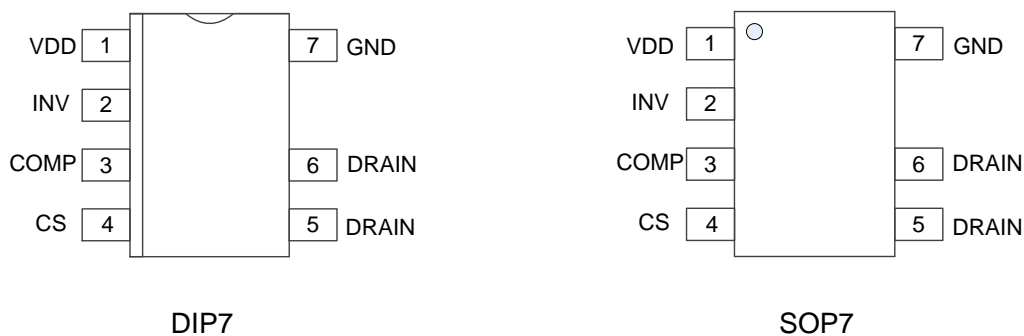 VDD 1 7 GND
INV 2
COMP 3 6 DRAIN
CS 4 5 DRAIN
DIP7
VDD 1 7 GND
INV 2
COMP 3 6 DRAIN
CS 4 5 DRAIN
SOP7